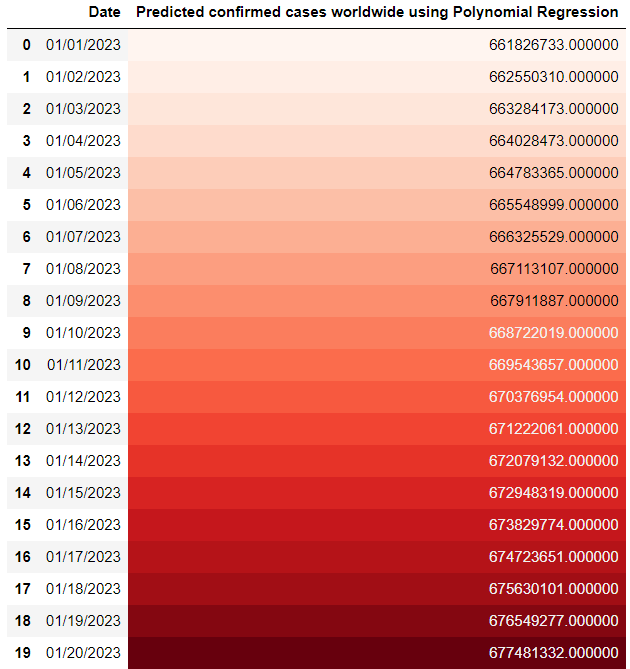 Date Predicted confirmed cases worldwide using Polynomial Regression
0 01/01/2023 661826733.000000
1 01/02/2023 662550310.000000
2 01/03/2023 663284173.000000
3 01/04/2023 664028473.000000
4 01/05/2023 664783365.000000
5 01/06/2023 665548999.000000
6 01/07/2023 666325529.000000
7 01/08/2023 667113107.000000
8 01/09/2023 667911887.000000
9 01/10/2023 668722019.000000
10 01/11/2023 669543657.000000
11 01/12/2023 670376954.000000
12 01/13/2023 671222061.000000
13 01/14/2023 672079132.000000
14 01/15/2023 672948319.000000
15 01/16/2023 673829774.000000
16 01/17/2023 674723651.000000
17 01/18/2023 675630101.000000
18 01/19/2023 676549277.000000
19 01/20/2023 677481332.000000